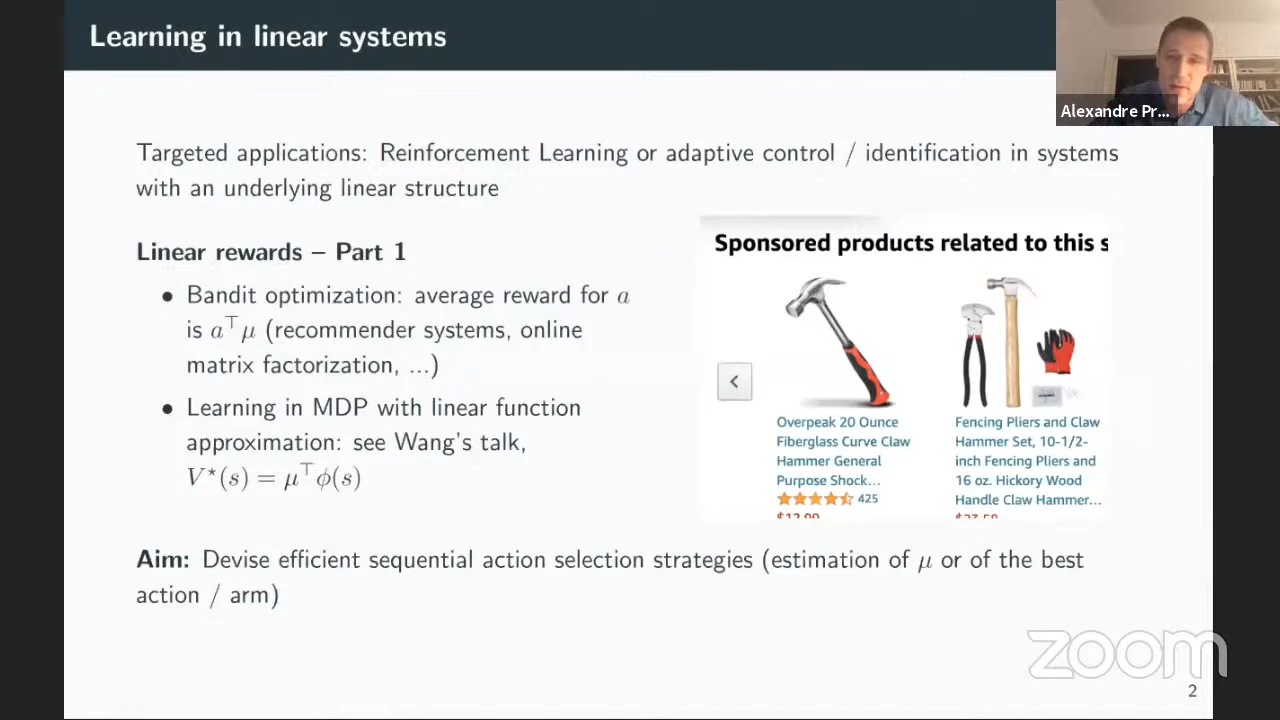 Learning in linear systems
Alexandre Pr...
Targeted applications: Reinforcement Learning or adaptive control / identification in systems
with an underlying linear structure
Linear rewards – Part 1
• Bandit optimization: average reward for a
is a⊤μ (recommender systems, online
matrix factorization, ...)
• Learning in MDP with linear function
approximation: see Wang's talk,
V⋆(s) = μ⊤ϕ(s)
Sponsored products related to this s
Overpeak 20 Ounce
Fiberglass Curve Claw
Hammer General
Purpose Shock...
425
Fencing Pliers and Claw
Hammer Set, 10-1/2-
inch Fencing Pliers and
16 oz. Hickory Wood
Handle Claw Hammer...
Aim: Devise efficient sequential action selection strategies (estimation of μ or of the best
action / arm)
zoom
2